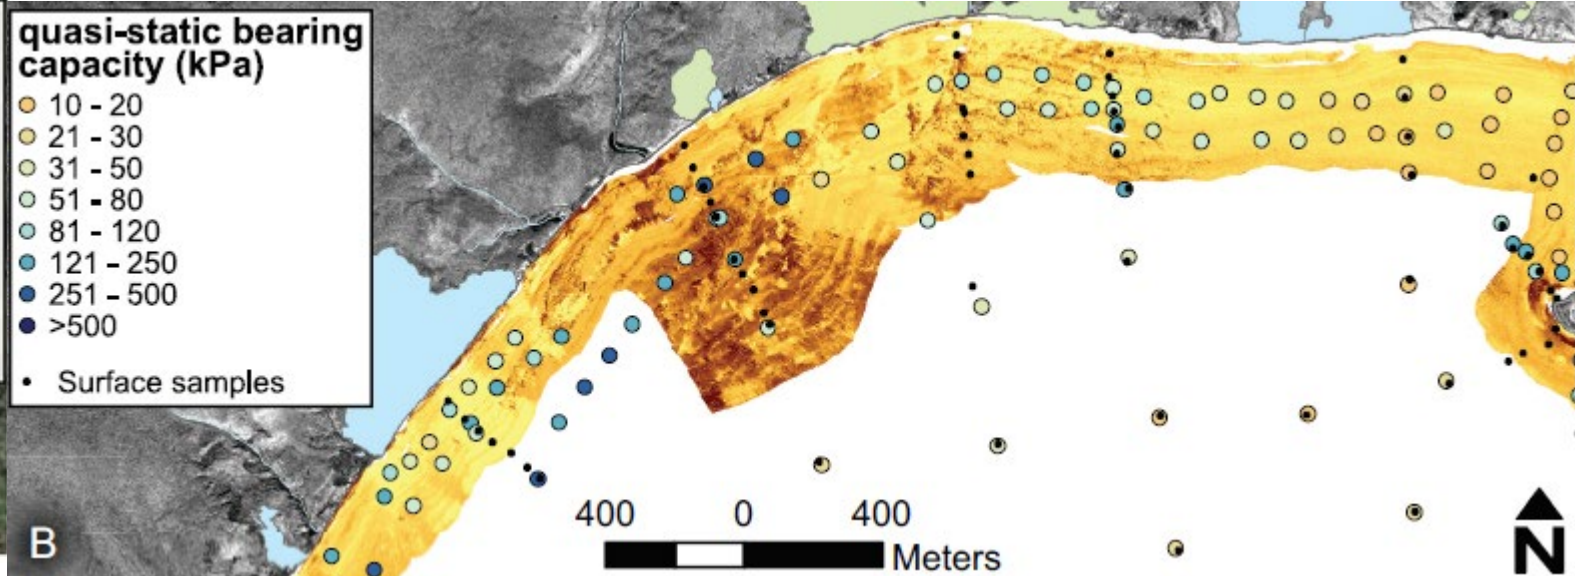 quasi-static bearing
capacity (kPa)
10 - 20
21 - 30
31 - 50
51 - 80
81 - 120
121 - 250
251 - 500
>500
Surface samples
B
400 0 400
Meters
N